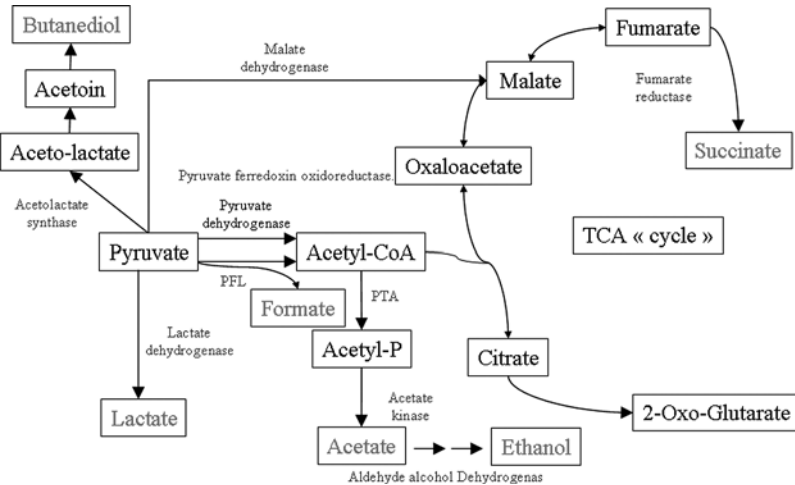 Butanediol
Fumarate
Malate
dehydrogenase
Acetoin
Malate
Fumarate
reductase
Aceto-lactate
Oxaloacetate
Succinate
Pyruvate ferredoxin oxidoreductase.
Acetolactate
synthase
Pyruvate
dehydrogenase
TCA « cycle »
Pyruvate
Acetyl-CoA
PFL
Formate
PTA
Lactate
dehydrogenase
Acetyl-P
Citrate
Acetate
kinase
Lactate
2-Oxo-Glutarate
Acetate
Ethanol
Aldehyde alcohol Dehydrogenas